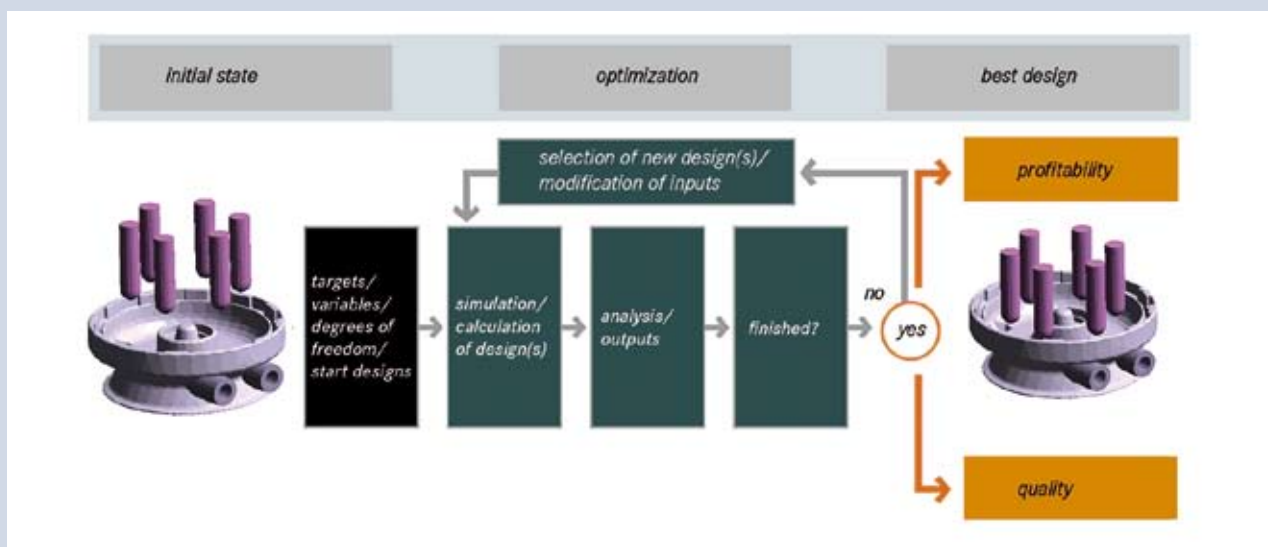 initial state
optimization
best design
selection of new design(s)/
modification of inputs
profitability
targets/
variables/
degrees of
freedom/
start designs
simulation/
calculation
of design(s)
analysis/
outputs
finished?
no
yes
quality